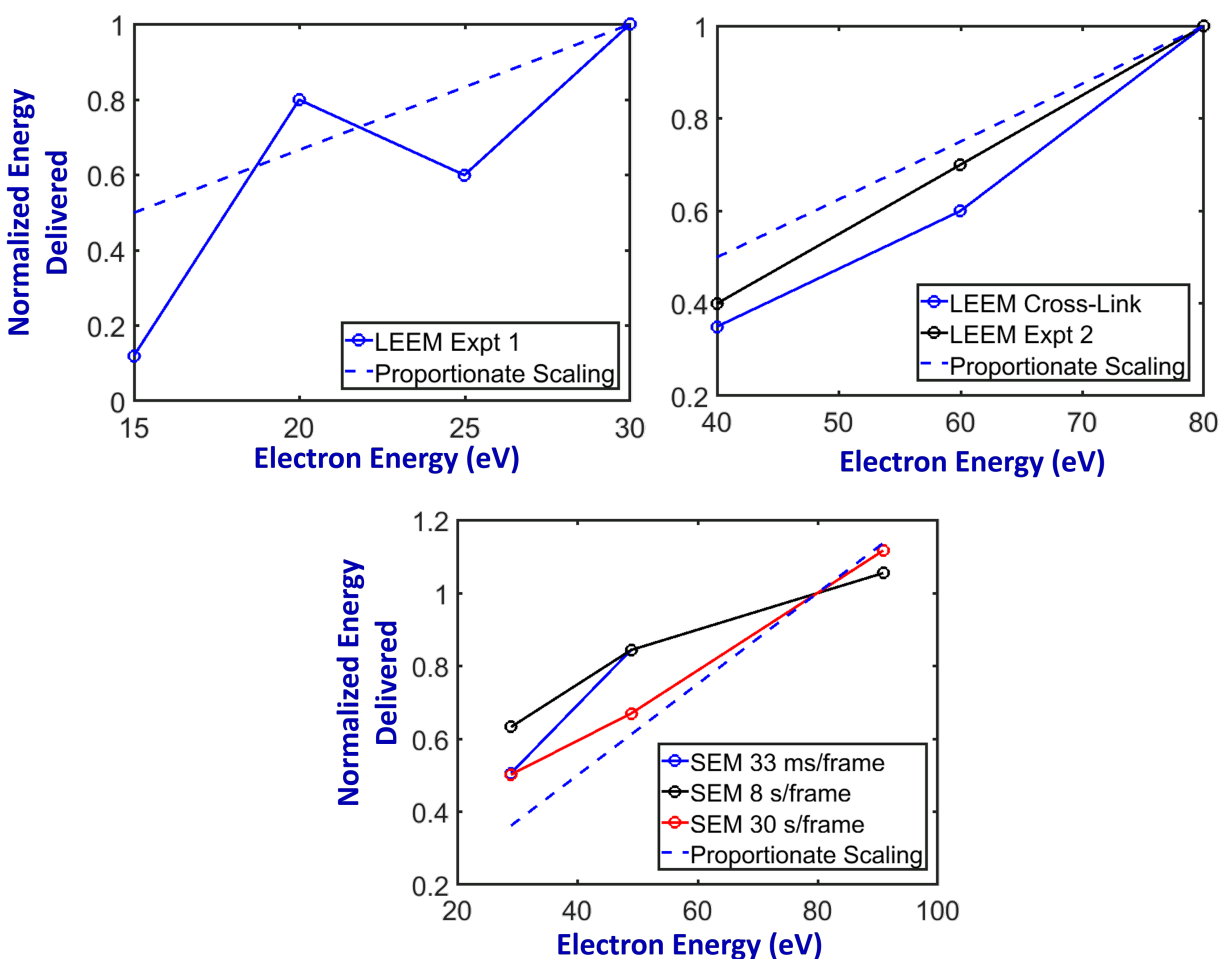 Normalized Energy
Delivered
1
0.8
0.6
0.4
0.2
0
15
20
25
30
LEEM Expt 1
Proportionate Scaling
Electron Energy (eV)
1
0.8
0.6
0.4
0.2
40
50
60
70
80
LEEM Cross-Link
LEEM Expt 2
Proportionate Scaling
Electron Energy (eV)
Normalized Energy
Delivered
1.2
1
0.8
0.6
0.4
0.2
20
40
60
80
100
SEM 33 ms/frame
SEM 8 s/frame
SEM 30 s/frame
Proportionate Scaling
Electron Energy (eV)